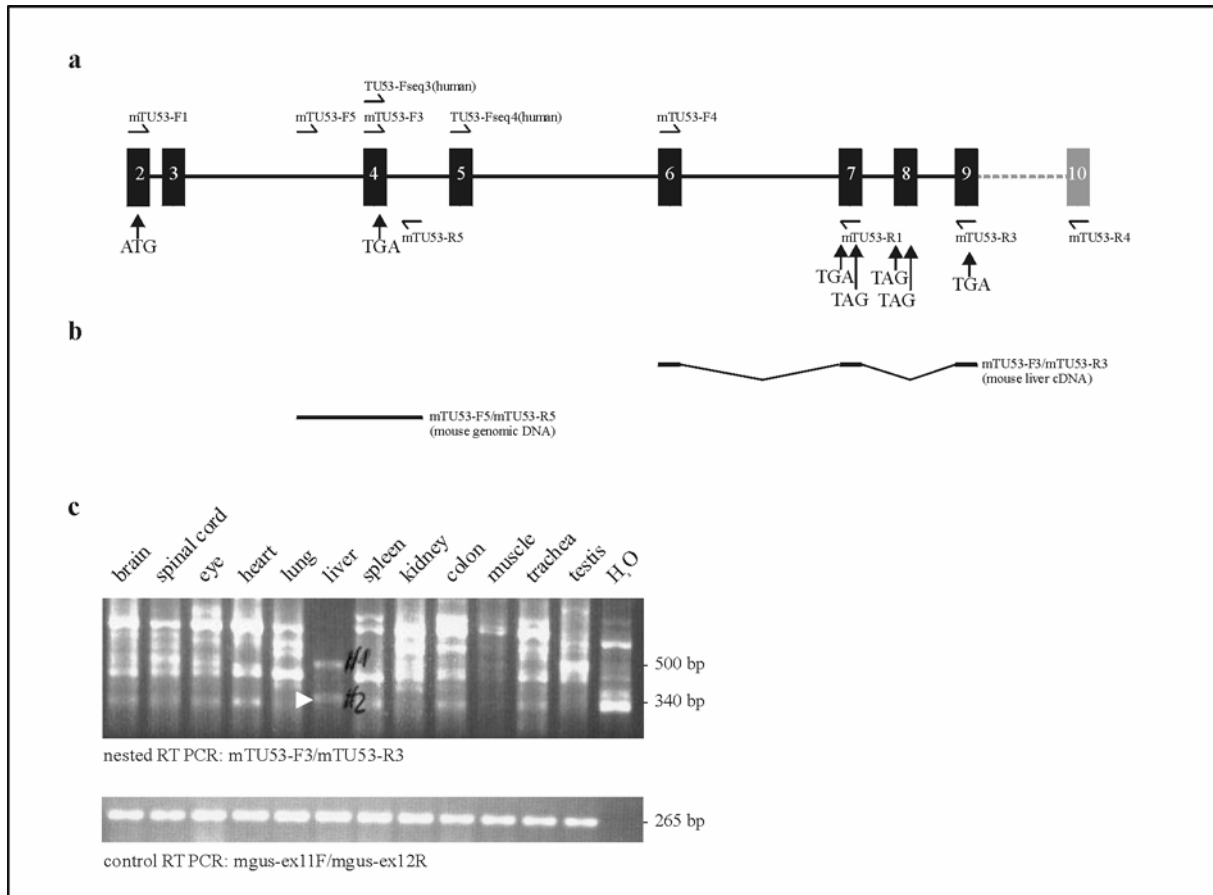 a
TU53-Fseq3(human)
mTU53-F1
mTU53-F5
mTU53-F3
TU53-Fseq4(human)
mTU53-F4
2 3 4 5 6 7 8 9 10
ATG
TGA
mTU53-R5
mTU53-R1
mTU53-R3
mTU53-R4
TGA
TAG
TAG
TAG
TGA
b
mTU53-F3/mTU53-R3
(mouse liver cDNA)
mTU53-F5/mTU53-R5
(mouse genomic DNA)
c
brain spinal cord eye heart lung liver spleen kidney colon muscle trachea testis H₂O
#1
500 bp
#2
340 bp
nested RT PCR: mTU53-F3/mTU53-R3
265 bp
control RT PCR: mgus-ex11F/mgus-ex12R